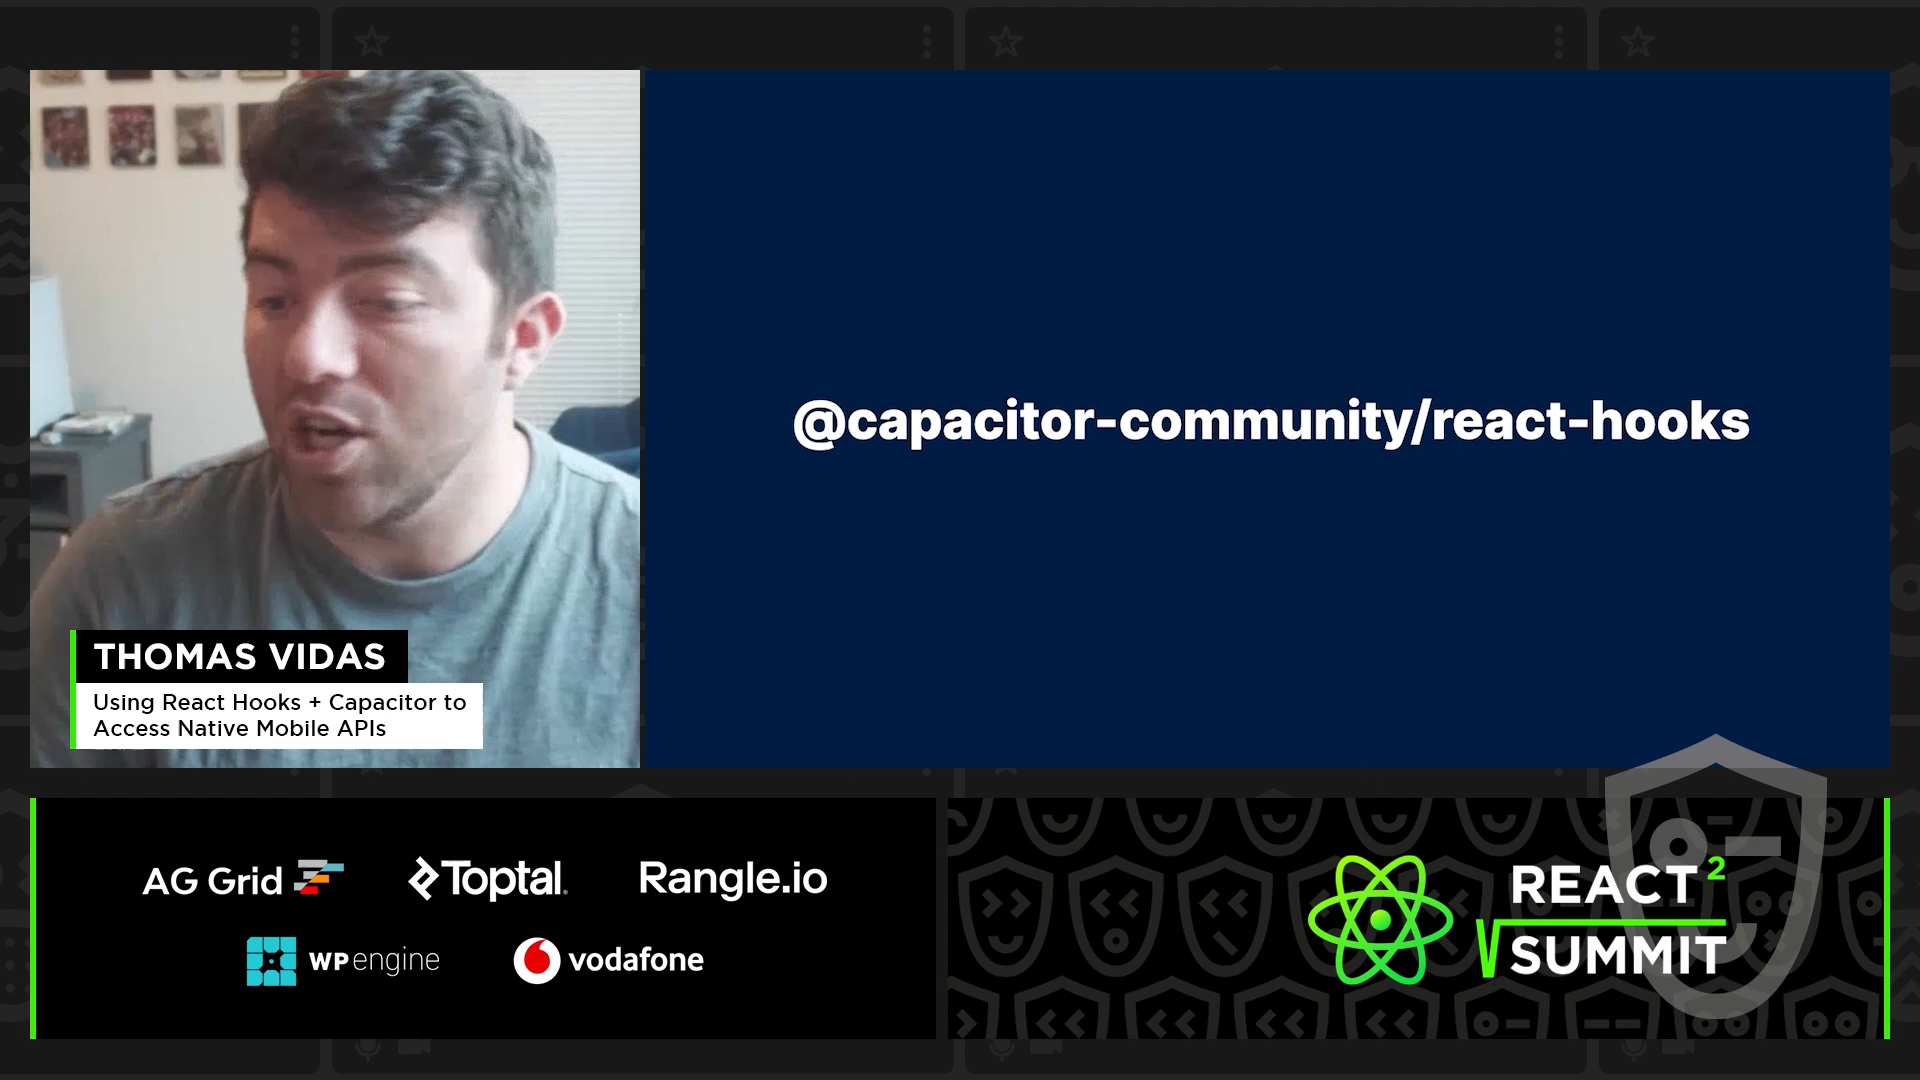 @capacitor-community/react-hooks
THOMAS VIDAS
Using React Hooks + Capacitor to
Access Native Mobile APIs
AG Grid
Toptal
Rangle.io
WP engine
vodafone
REACT 2
SUMMIT